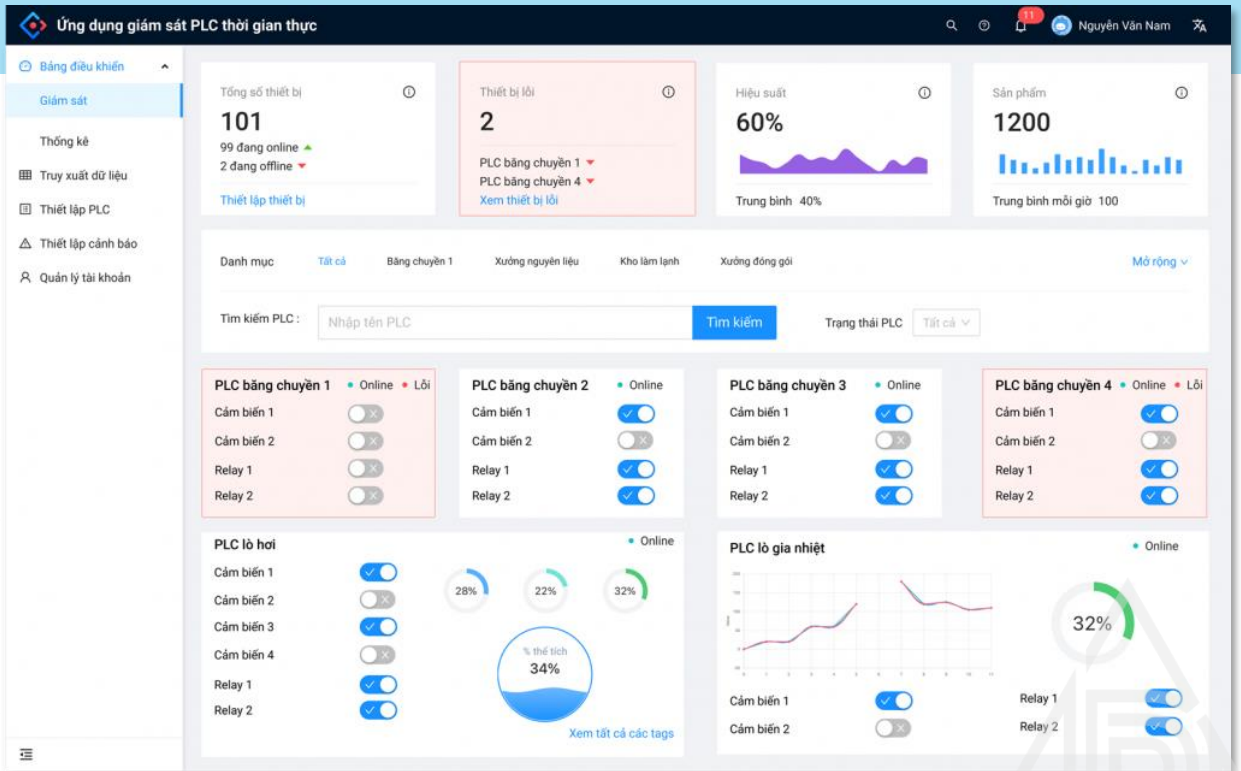 Ứng dụng giám sát PLC thời gian thực
11
Nguyễn Văn Nam
Bảng điều khiển
Giám sát
Thống kê
Truy xuất dữ liệu
Thiết lập PLC
Thiết lập cảnh báo
Quản lý tài khoản
Tổng số thiết bị
101
99 đang online
2 đang offline
Thiết lập thiết bị
Thiết bị lỗi
2
PLC băng chuyền 1
PLC băng chuyền 4
Xem thiết bị lỗi
Hiệu suất
60%
Trung bình 40%
Sản phẩm
1200
Trung bình mỗi giờ 100
Danh mục Tất cả Băng chuyền 1 Xưởng nguyên liệu Kho làm lạnh Xưởng đóng gói Mở rộng
Tìm kiếm PLC : Nhập tên PLC Tìm kiếm Trạng thái PLC Tất cả
PLC băng chuyền 1 Online Lỗi
Cảm biến 1
Cảm biến 2
Relay 1
Relay 2
PLC băng chuyền 2 Online
Cảm biến 1
Cảm biến 2
Relay 1
Relay 2
PLC băng chuyền 3 Online
Cảm biến 1
Cảm biến 2
Relay 1
Relay 2
PLC băng chuyền 4 Online Lỗi
Cảm biến 1
Cảm biến 2
Relay 1
Relay 2
PLC lò hơi Online
Cảm biến 1
Cảm biến 2
Cảm biến 3
Cảm biến 4
Relay 1
Relay 2
28% 22% 32%
% thể tích
34%
Xem tất cả các tags
PLC lò gia nhiệt Online
32%
Cảm biến 1
Cảm biến 2
Relay 1
Relay 2